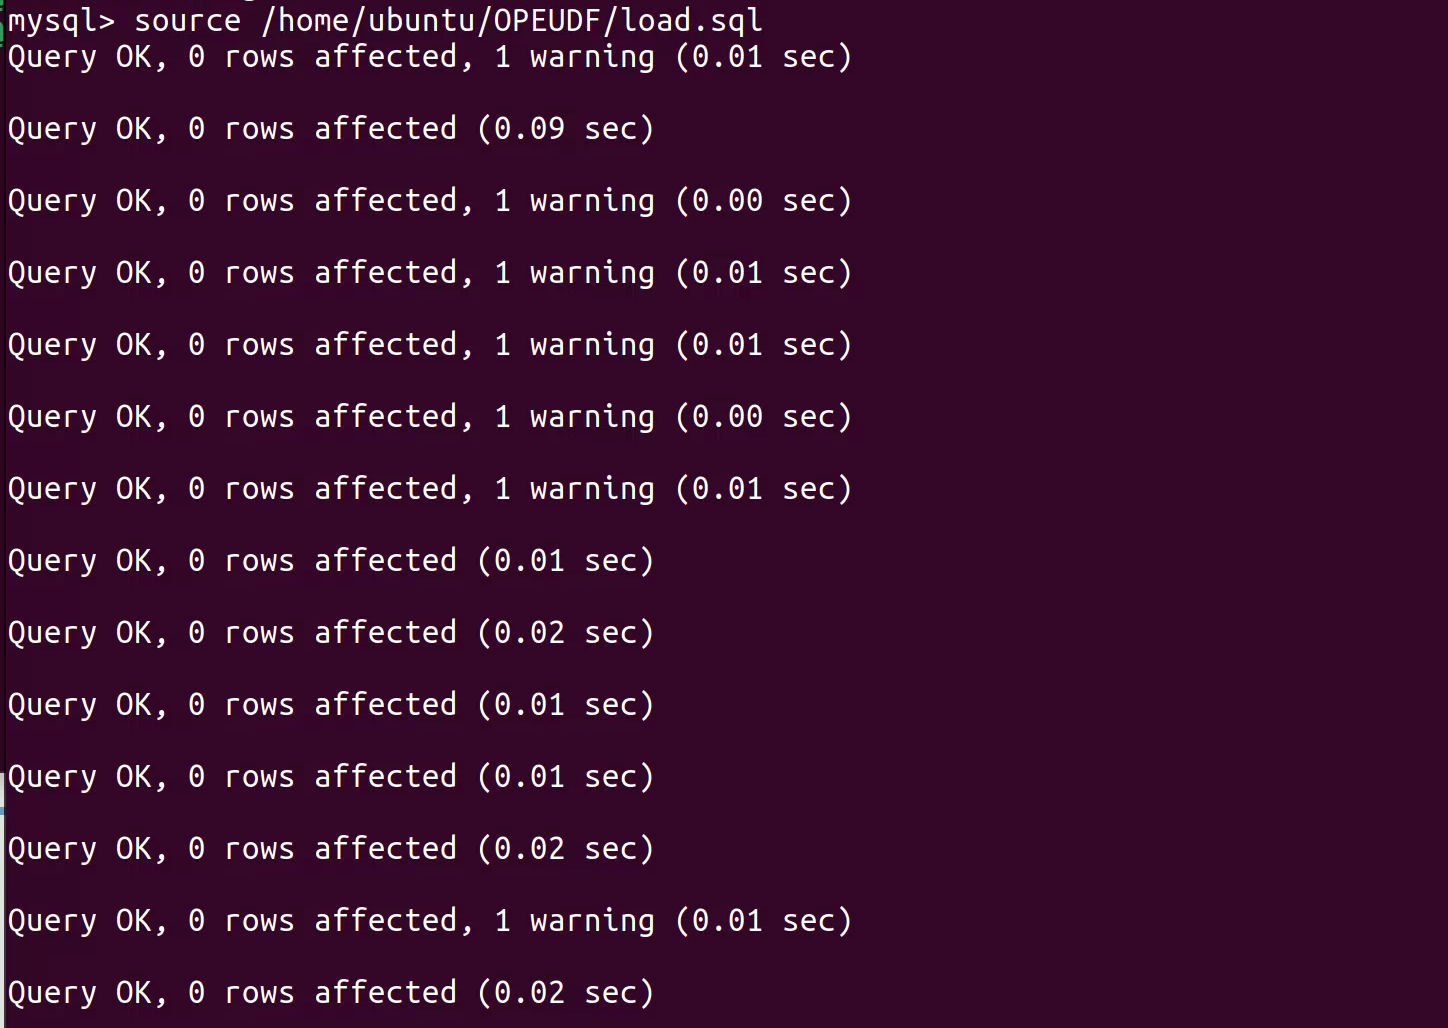 mysql> source /home/ubuntu/OPEUDF/load.sql
Query OK, 0 rows affected, 1 warning (0.01 sec)
Query OK, 0 rows affected (0.09 sec)
Query OK, 0 rows affected, 1 warning (0.00 sec)
Query OK, 0 rows affected, 1 warning (0.01 sec)
Query OK, 0 rows affected, 1 warning (0.01 sec)
Query OK, 0 rows affected, 1 warning (0.00 sec)
Query OK, 0 rows affected, 1 warning (0.01 sec)
Query OK, 0 rows affected (0.01 sec)
Query OK, 0 rows affected (0.02 sec)
Query OK, 0 rows affected (0.01 sec)
Query OK, 0 rows affected (0.01 sec)
Query OK, 0 rows affected (0.02 sec)
Query OK, 0 rows affected, 1 warning (0.01 sec)
Query OK, 0 rows affected (0.02 sec)